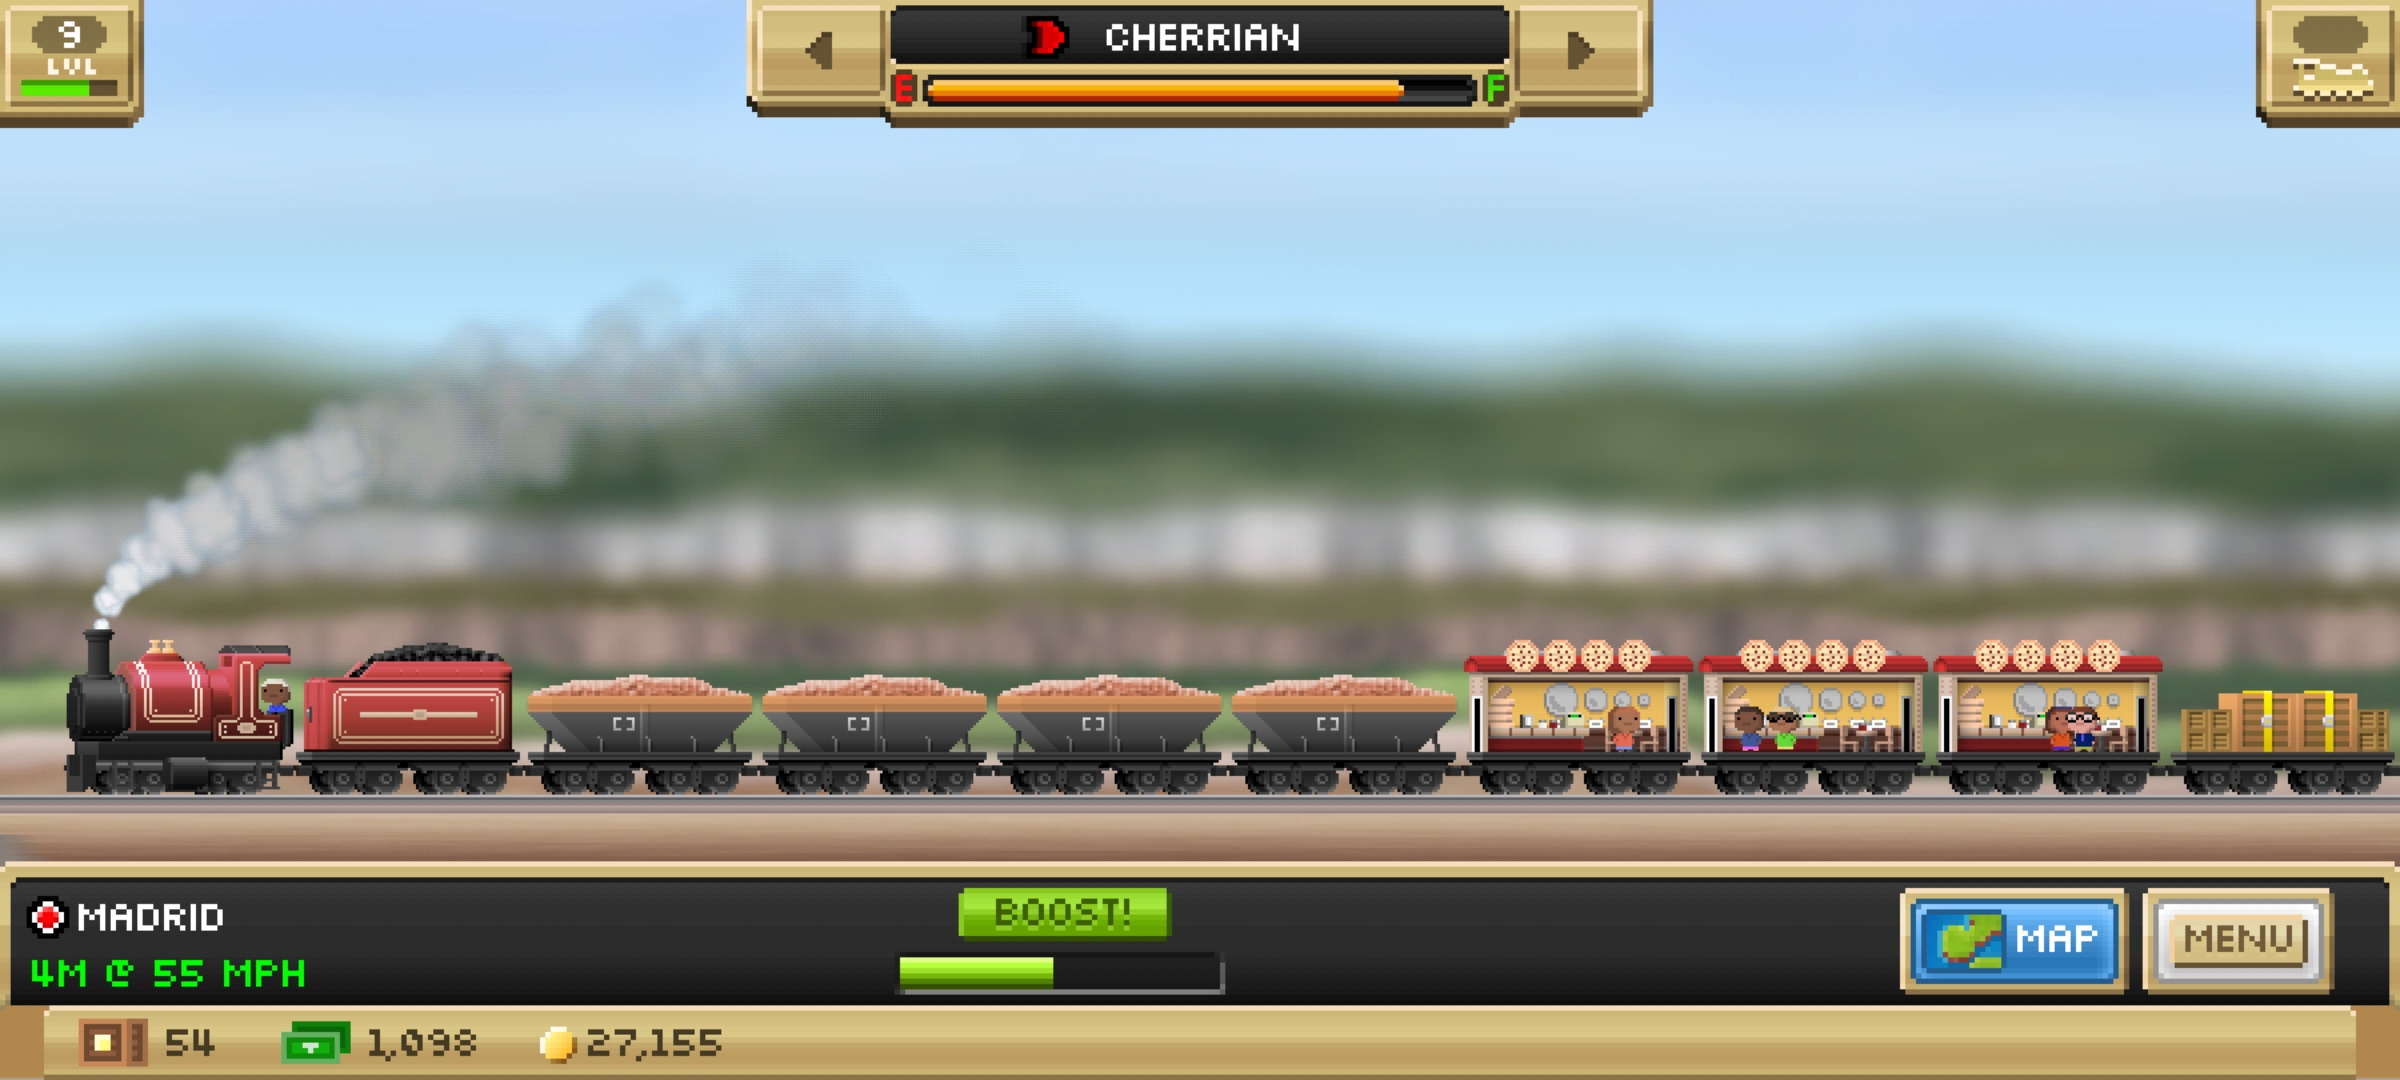 9
LVL
CHERRIAN
E F
MADRID
4M @ 55 MPH
BOOST!
MAP
MENU
54 1,098 27,155